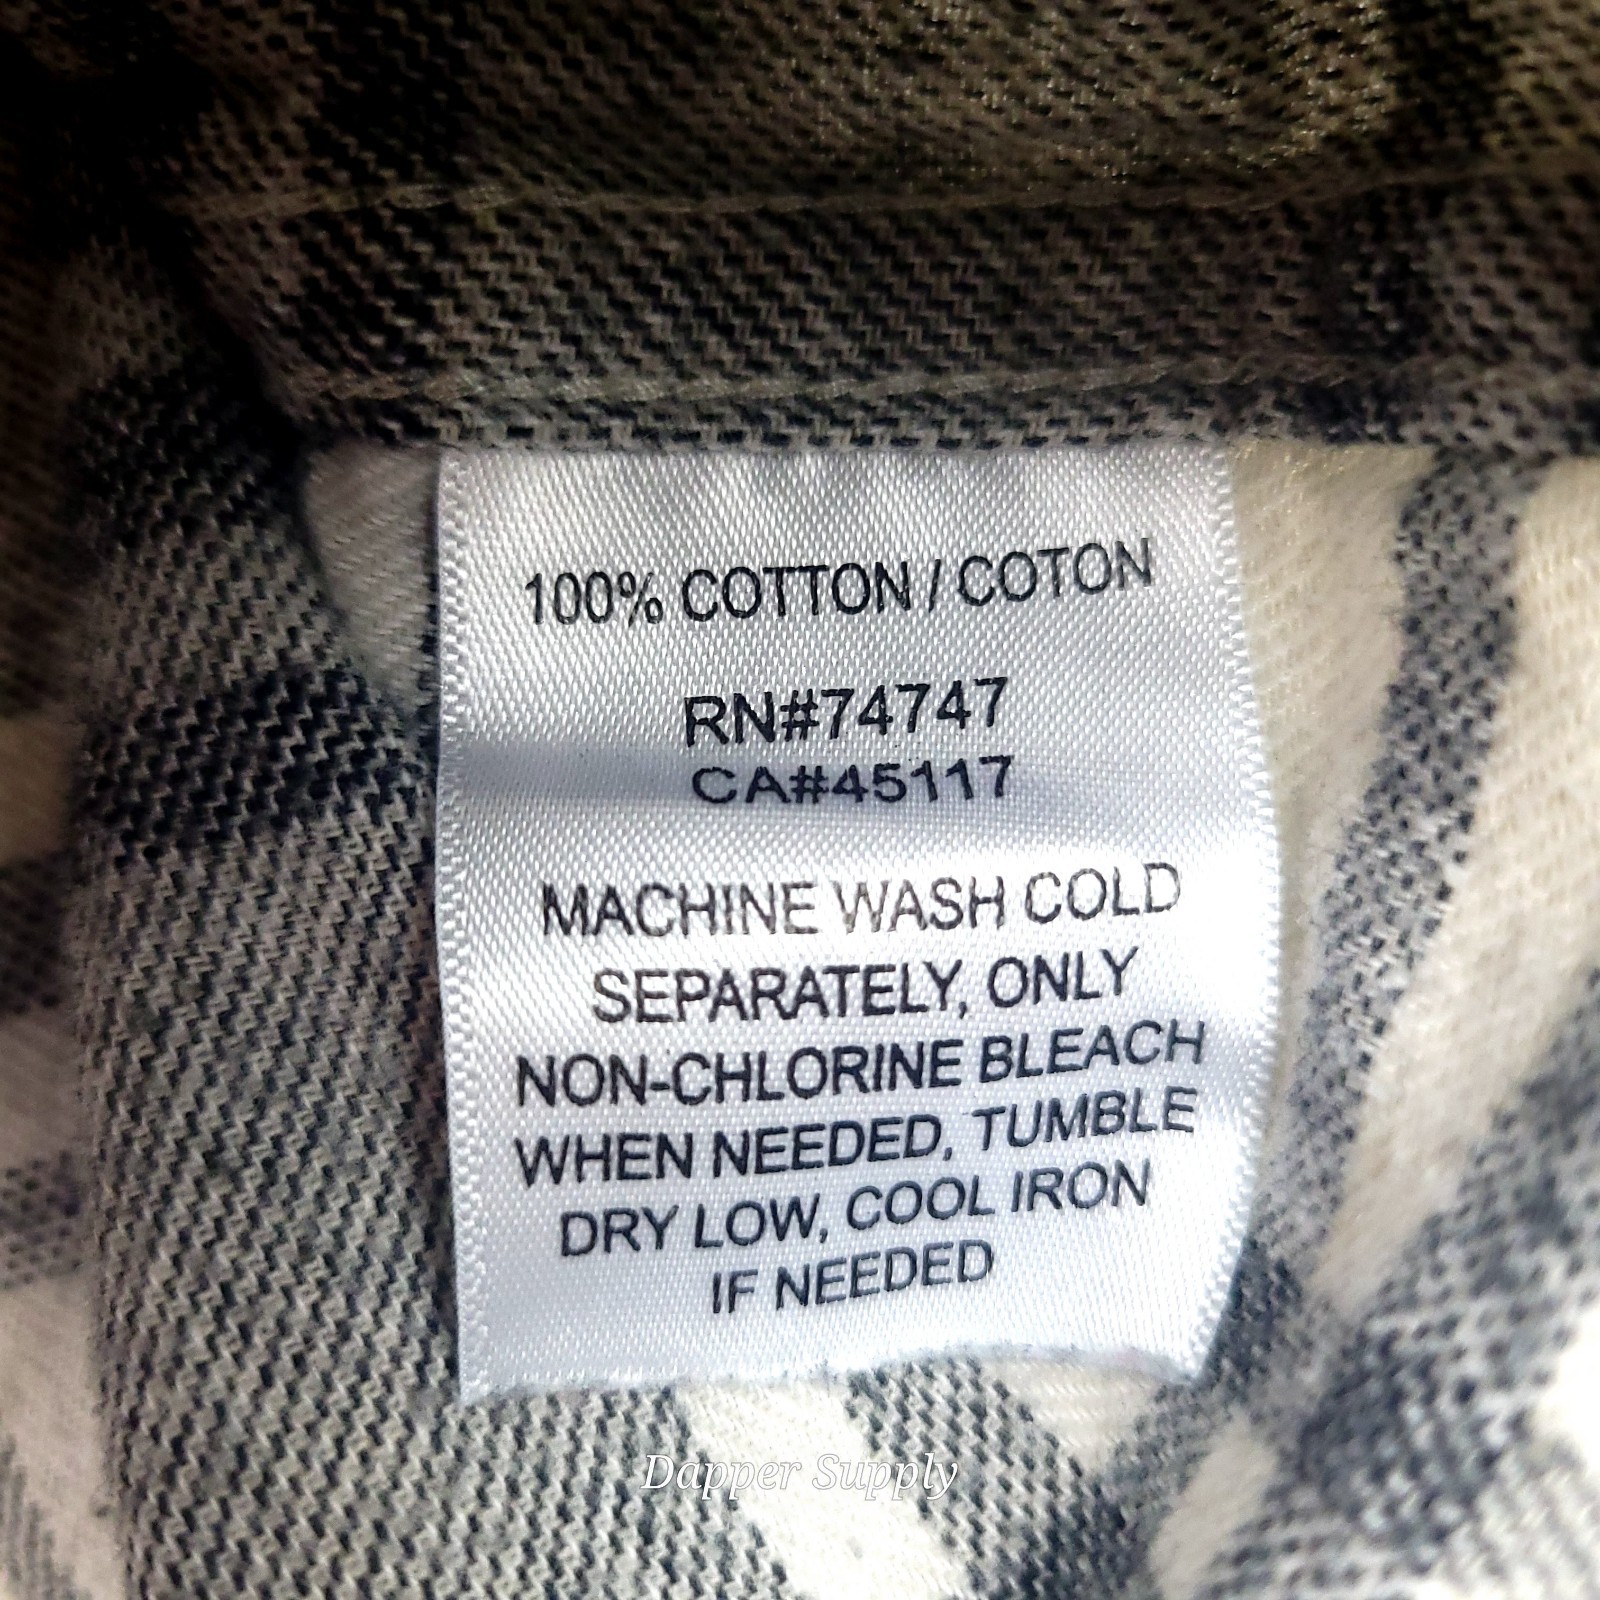 100% COTTON / COTON
RN#74747
CA#45117
MACHINE WASH COLD
SEPARATELY, ONLY
NON-CHLORINE BLEACH
WHEN NEEDED, TUMBLE
DRY LOW, COOL IRON
IF NEEDED
Dapper Supply